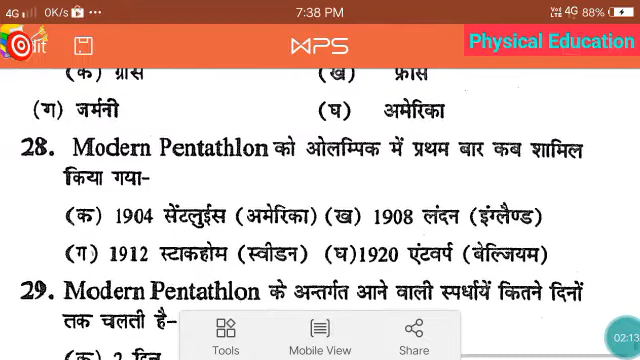 4G 0K/s 7:38 PM VoLTE 4G 88%
WPS
Physical Education
(क) ग्रीस (ख) फ्रांस
(ग) जर्मनी (घ) अमेरिका
28. Modern Pentathlon को ओलम्पिक में प्रथम बार कब शामिल
किया गया-
(क) 1904 सेंटलुईस (अमेरिका) (ख) 1908 लंदन (इंग्लैण्ड)
(ग) 1912 स्टाकहोम (स्वीडन) (घ) 1920 एंटवर्प (बेल्जियम)
29. Modern Pentathlon के अन्तर्गत आने वाली स्पर्धायें कितने दिनों
तक चलती है-
(क) 2 दिन
Tools Mobile View Share
02:13